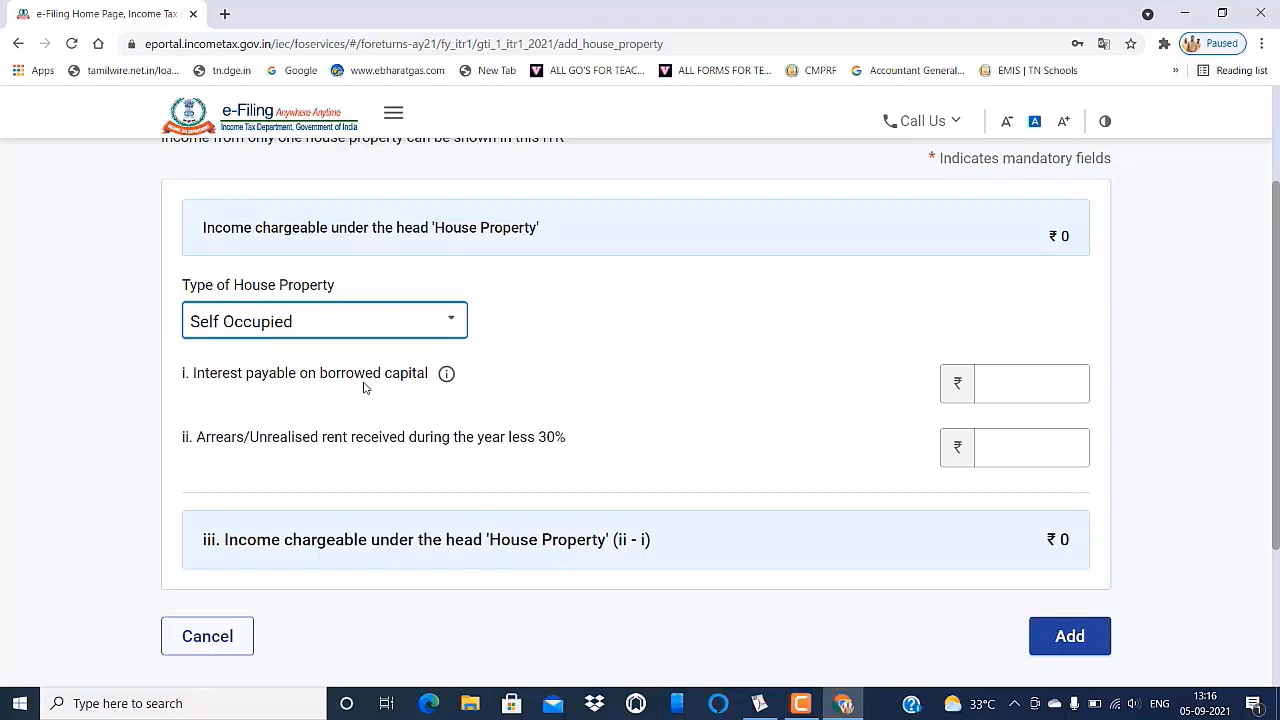 e-Filing Home Page, Income Tax
eportal.incometax.gov.in/iec/foservices/#/foreturns-ay21/fy_itr1/gti_1_itr1_2021/add_house_property
Paused
Apps
tamilwire.net.in/loa...
tn.dge.in
Google
www.ebharatgas.com
New Tab
ALL GO'S FOR TEAC...
ALL FORMS FOR TE...
CMPRF
Accountant General...
EMIS | TN Schools
»
Reading list
e-Filing Anywhere Anytime
Income Tax Department, Government of India
Call Us
A- A A+
Income from only one house property can be shown in this ITR
* Indicates mandatory fields
Income chargeable under the head 'House Property'
₹ 0
Type of House Property
Self Occupied
i. Interest payable on borrowed capital
₹
ii. Arrears/Unrealised rent received during the year less 30%
₹
iii. Income chargeable under the head 'House Property' (ii - i)
₹ 0
Cancel
Add
Type here to search
33°C
ENG
13:16
05-09-2021